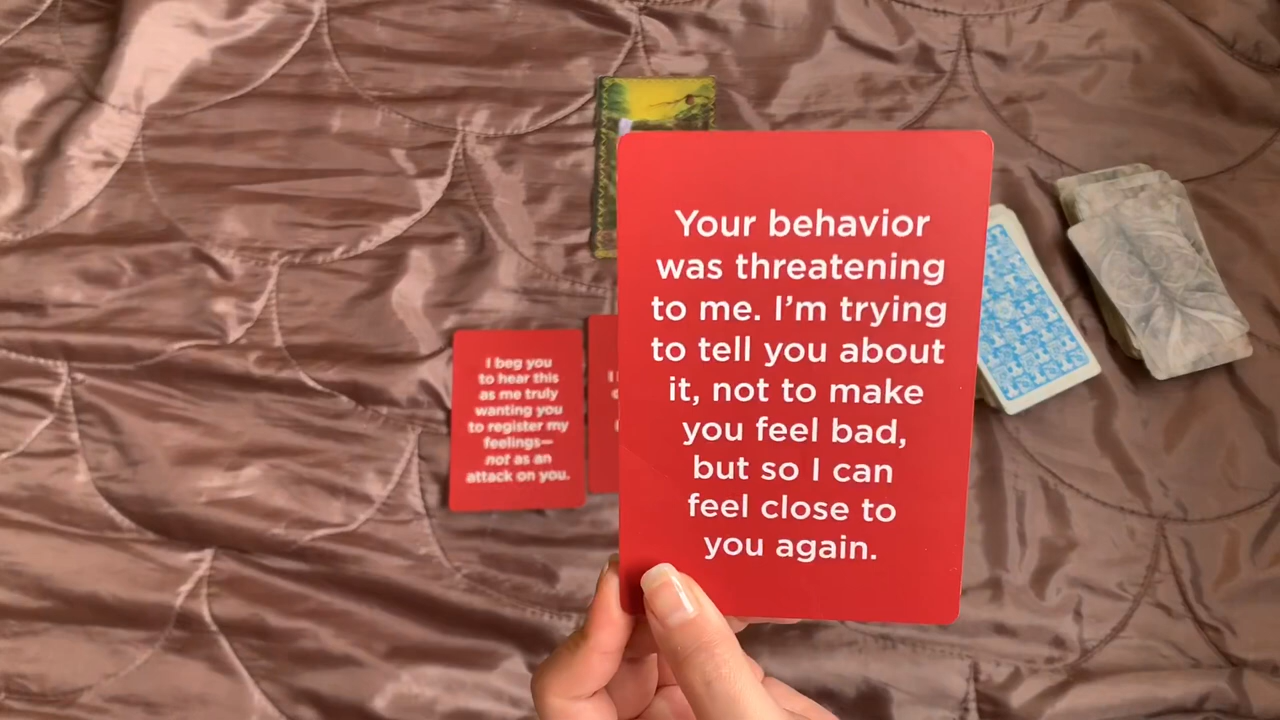 Your behavior
was threatening
to me. I'm trying
to tell you about
it, not to make
you feel bad,
but so I can
feel close to
you again.
I beg you
to hear this
as me truly
wanting you
to register my
feelings—
not as an
attack on you.